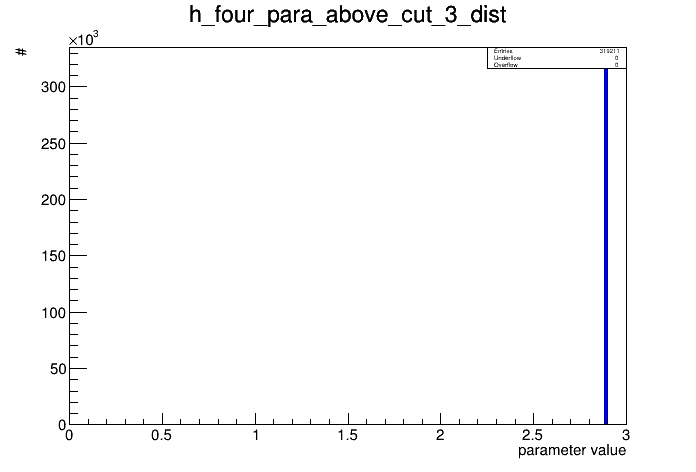 h_four_para_above_cut_3_dist
×10³
#
Entries 319211
Underflow 0
Overflow 0
300
250
200
150
100
50
0
0 0.5 1 1.5 2 2.5 3
parameter value